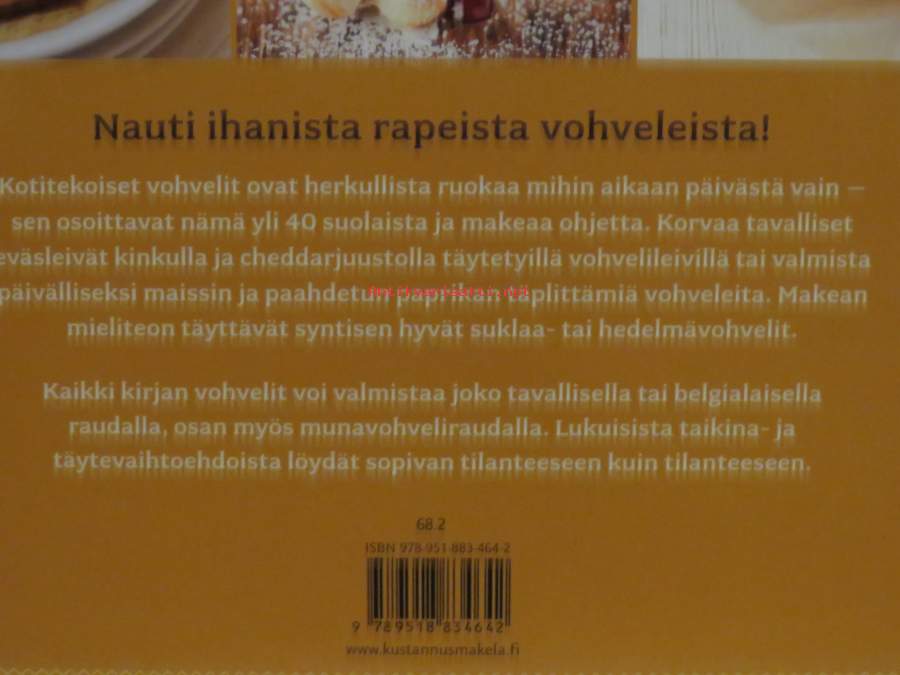 Nauti ihanista rapeista vohveleista!
Kotitekoiset vohvelit ovat herkullista ruokaa mihin aikaan päivästä vain –
sen osoittavat nämä yli 40 suolaista ja makeaa ohjetta. Korvaa tavalliset
eväsleivät kinkulla ja cheddarjuustolla täytetyillä vohvelileivillä tai valmista
päivälliseksi maissin ja paahdetun täplittämiä vohveleita. Makean
mieliteon täyttävät syntisen hyvät suklaa- tai hedelmävohvelit.
Kaikki kirjan vohvelit voi valmistaa joko tavallisella tai belgialaisella
raudalla, osan myös munavohveliraudalla. Lukuisista taikina- ja
täytevaihtoehdoista löydät sopivan tilanteeseen kuin tilanteeseen.
68.2
ISBN 978-951-883-464-2
9 789518 834642
www.kustannusmakela.fi